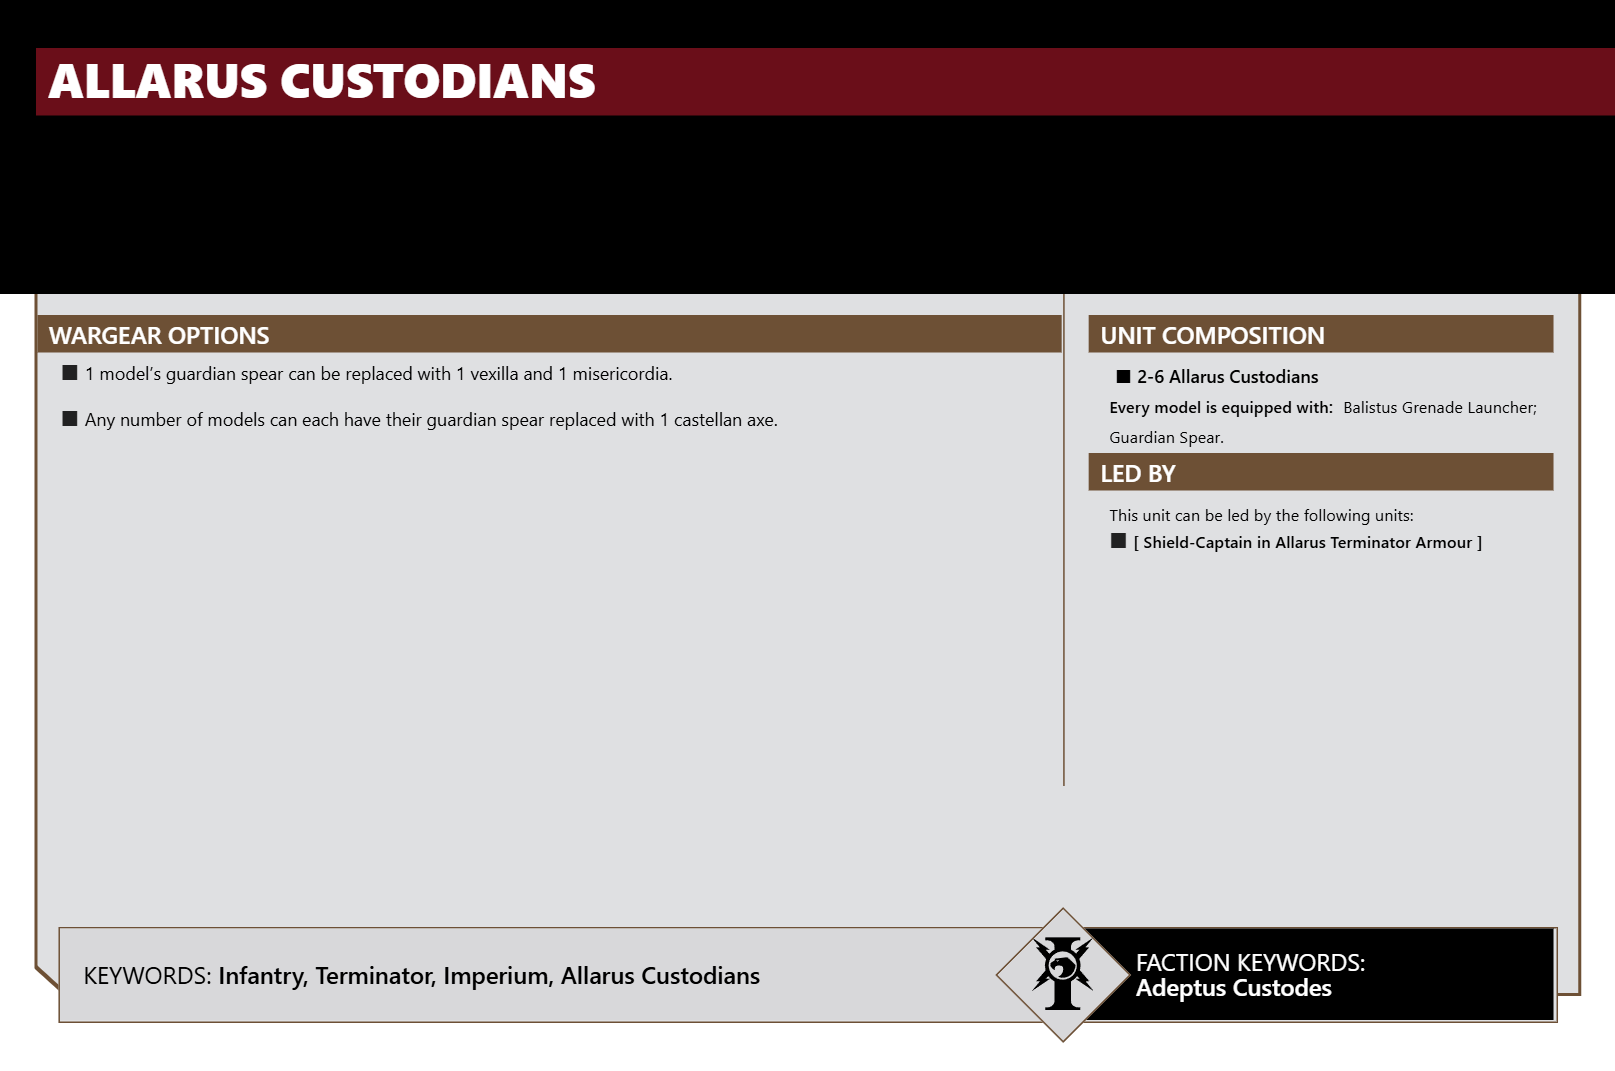 ALLARUS CUSTODIANS
WARGEAR OPTIONS
■ 1 model’s guardian spear can be replaced with 1 vexilla and 1 misericordia.
■ Any number of models can each have their guardian spear replaced with 1 castellan axe.
UNIT COMPOSITION
■ 2-6 Allarus Custodians
Every model is equipped with: Balistus Grenade Launcher;
Guardian Spear.
LED BY
This unit can be led by the following units:
■ [ Shield-Captain in Allarus Terminator Armour ]
KEYWORDS: Infantry, Terminator, Imperium, Allarus Custodians
FACTION KEYWORDS:
Adeptus Custodes